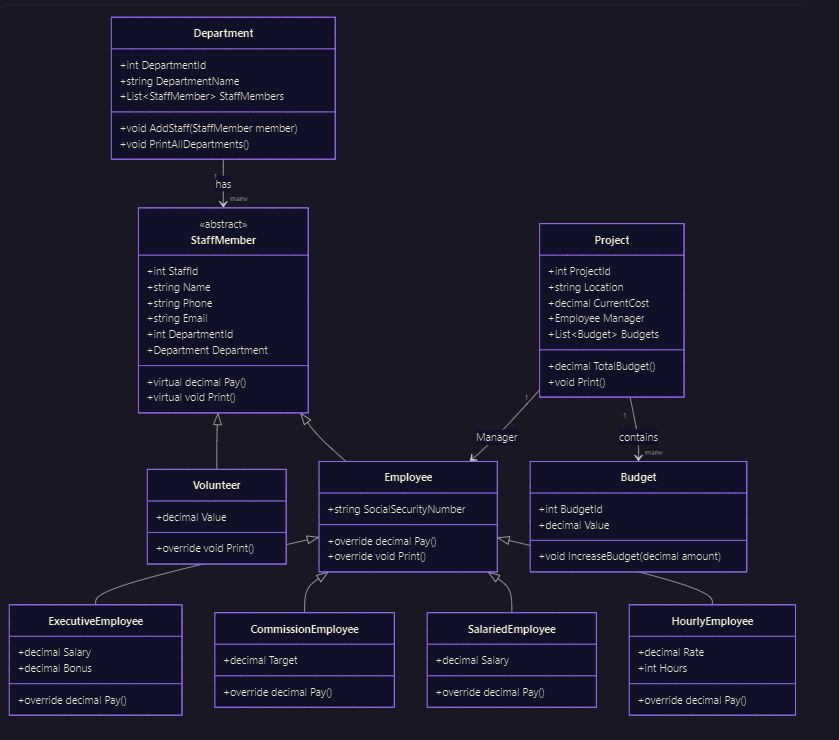 Department
+int DepartmentId
+string DepartmentName
+List<StaffMember> StaffMembers
+void AddStaff(StaffMember member)
+void PrintAllDepartments()
1
has
many
«abstract»
StaffMember
+int StaffId
+string Name
+string Phone
+string Email
+int DepartmentId
+Department Department
+virtual decimal Pay()
+virtual void Print()
Project
+int ProjectId
+string Location
+decimal CurrentCost
+Employee Manager
+List<Budget> Budgets
+decimal TotalBudget()
+void Print()
1
Manager
1
contains
many
Volunteer
+decimal Value
+override void Print()
Employee
+string SocialSecurityNumber
+override decimal Pay()
+override void Print()
Budget
+int BudgetId
+decimal Value
+void IncreaseBudget(decimal amount)
ExecutiveEmployee
+decimal Salary
+decimal Bonus
+override decimal Pay()
CommissionEmployee
+decimal Target
+override decimal Pay()
SalariedEmployee
+decimal Salary
+override decimal Pay()
HourlyEmployee
+decimal Rate
+int Hours
+override decimal Pay()